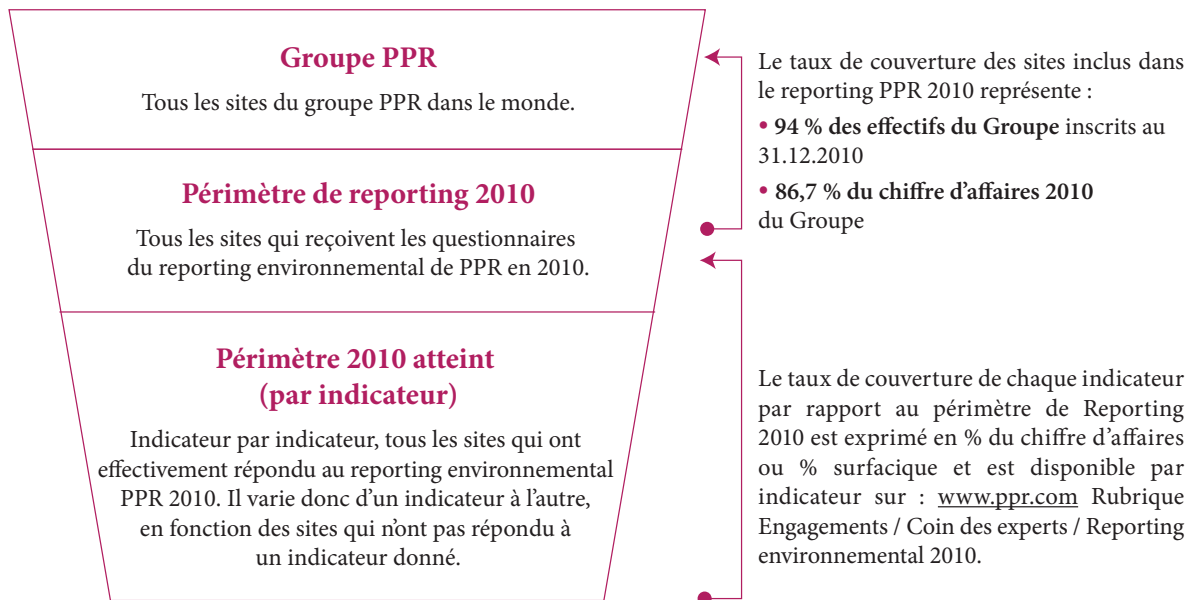 Groupe PPR
Tous les sites du groupe PPR dans le monde.
Périmètre de reporting 2010
Tous les sites qui reçoivent les questionnaires
du reporting environnemental de PPR en 2010.
Périmètre 2010 atteint
(par indicateur)
Indicateur par indicateur, tous les sites qui ont
effectivement répondu au reporting environnemental
PPR 2010. Il varie donc d'un indicateur à l'autre,
en fonction des sites qui n'ont pas répondu à
un indicateur donné.
Le taux de couverture des sites inclus dans
le reporting PPR 2010 représente :
• 94 % des effectifs du Groupe inscrits au
31.12.2010
• 86,7 % du chiffre d'affaires 2010
du Groupe
Le taux de couverture de chaque indicateur
par rapport au périmètre de Reporting
2010 est exprimé en % du chiffre d'affaires
ou % surfacique et est disponible par
indicateur sur : www.ppr.com Rubrique
Engagements / Coin des experts / Reporting
environnemental 2010.